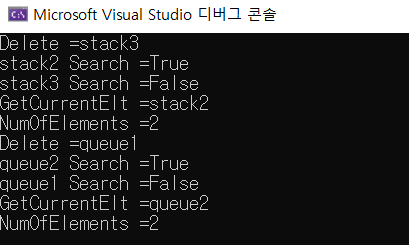 Microsoft Visual Studio 디버그 콘솔
Delete =stack3
stack2 Search =True
stack3 Search =False
GetCurrentElt =stack2
NumOfElements =2
Delete =queue1
queue2 Search =True
queue1 Search =False
GetCurrentElt =queue2
NumOfElements =2